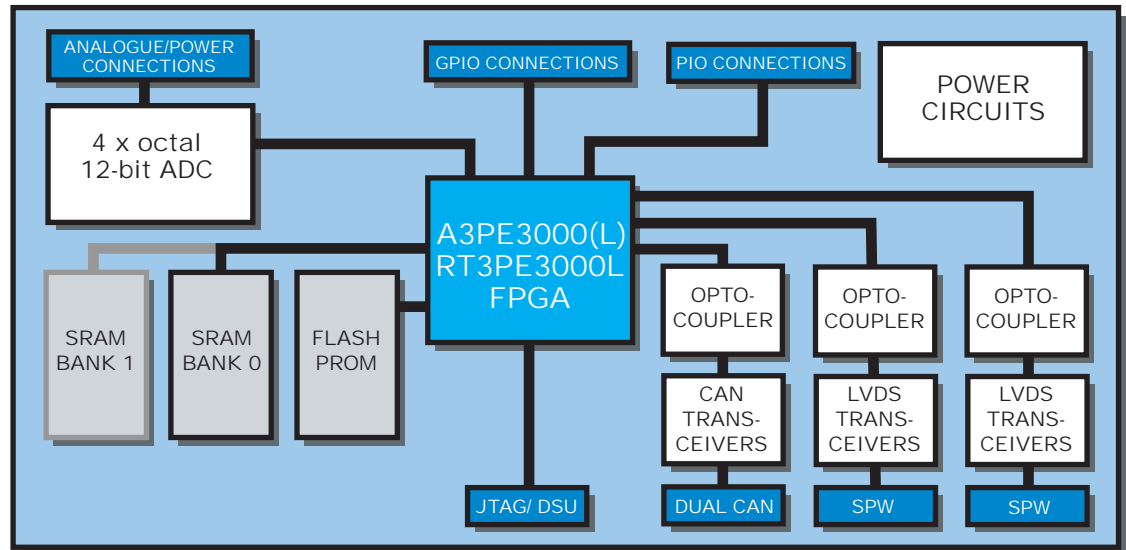 ANALOGUE/POWER
CONNECTIONS
GPIO CONNECTIONS
PIO CONNECTIONS
POWER
CIRCUITS
4 x octal
12-bit ADC
A3PE3000(L)
RT3PE3000L
FPGA
SRAM
BANK 1
SRAM
BANK 0
FLASH
PROM
OPTO-
COUPLER
OPTO-
COUPLER
OPTO-
COUPLER
CAN
TRANS-
CEIVERS
LVDS
TRANS-
CEIVERS
LVDS
TRANS-
CEIVERS
JTAG/ DSU
DUAL CAN
SPW
SPW